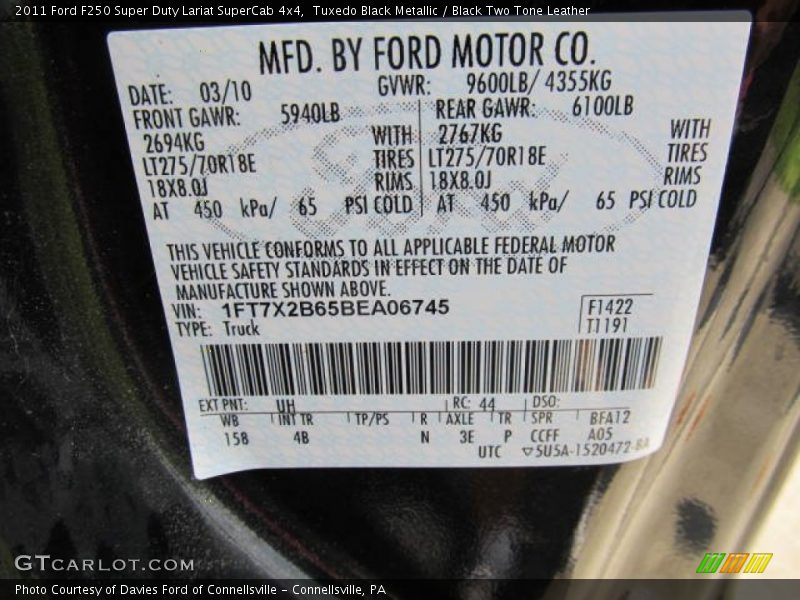 2011 Ford F250 Super Duty Lariat SuperCab 4x4,  Tuxedo Black Metallic / Black Two Tone Leather
MFD. BY FORD MOTOR CO.
DATE: 03/10 GVWR: 9600LB/ 4355KG
FRONT GAWR: 5940LB REAR GAWR: 6100LB
2694KG WITH 2767KG WITH
LT275/70R18E TIRES LT275/70R18E TIRES
18X8.0J RIMS 18X8.0J RIMS
AT 450 kPa/ 65 PSI COLD AT 450 kPa/ 65 PSI COLD
THIS VEHICLE CONFORMS TO ALL APPLICABLE FEDERAL MOTOR
VEHICLE SAFETY STANDARDS IN EFFECT ON THE DATE OF
MANUFACTURE SHOWN ABOVE.
VIN: 1FT7X2B65BEA06745 F1422
TYPE: Truck T1191
EXT PNT: UH RC: 44 DSO:
WB INT TR TP/PS R AXLE TR SPR BFA12
158 4B N 3E P CCFF A05
UTC ▽5U5A-1520472-BA
GTCARLOT.COM
Photo Courtesy of Davies Ford of Connellsville – Connellsville, PA